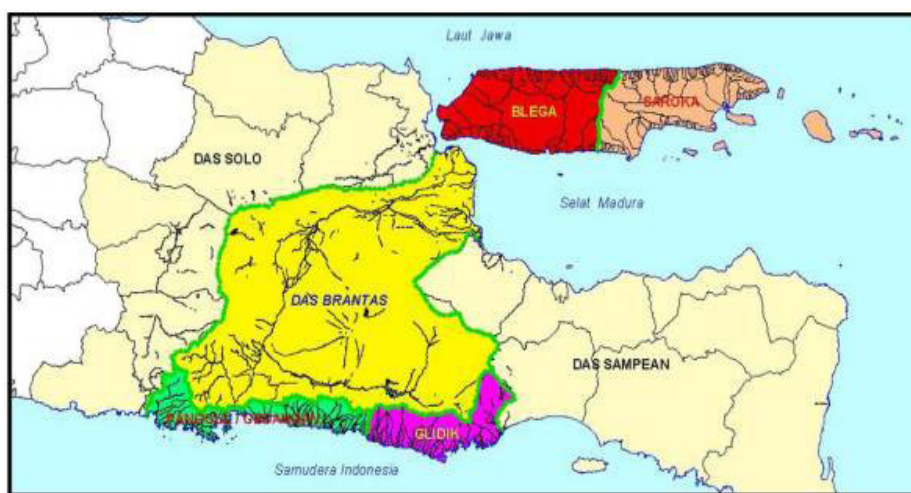 Laut Jawa
BLEGA
SAROKA
DAS SOLO
Selat Madura
DAS BRANTAS
DAS SAMPEAN
GLIDIK
Samudera Indonesia